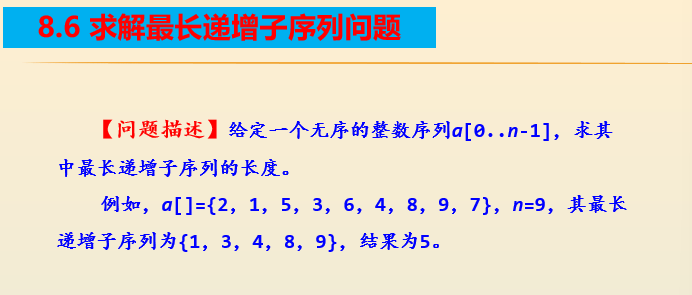 8.6 求解最长递增子序列问题
【问题描述】给定一个无序的整数序列a[0..n-1]，求其
中最长递增子序列的长度。
例如，a[]={2，1，5，3，6，4，8，9，7}，n=9，其最长
递增子序列为{1，3，4，8，9}，结果为5。